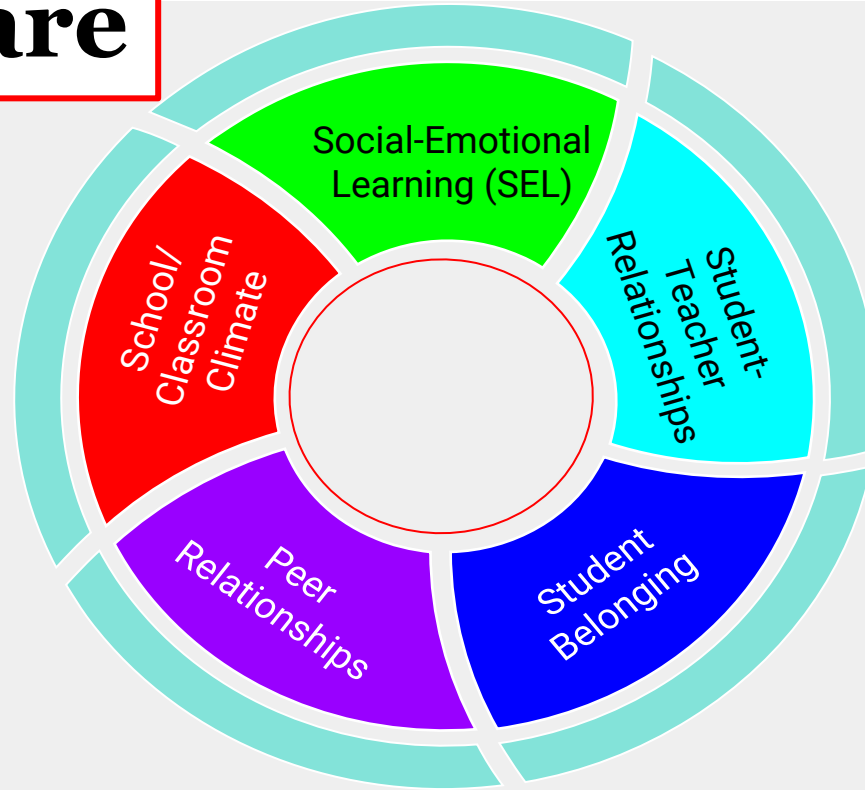 are
Social-Emotional
Learning (SEL)
Student-
Teacher
Relationships
Student
Belonging
Peer
Relationships
School/
Classroom
Climate